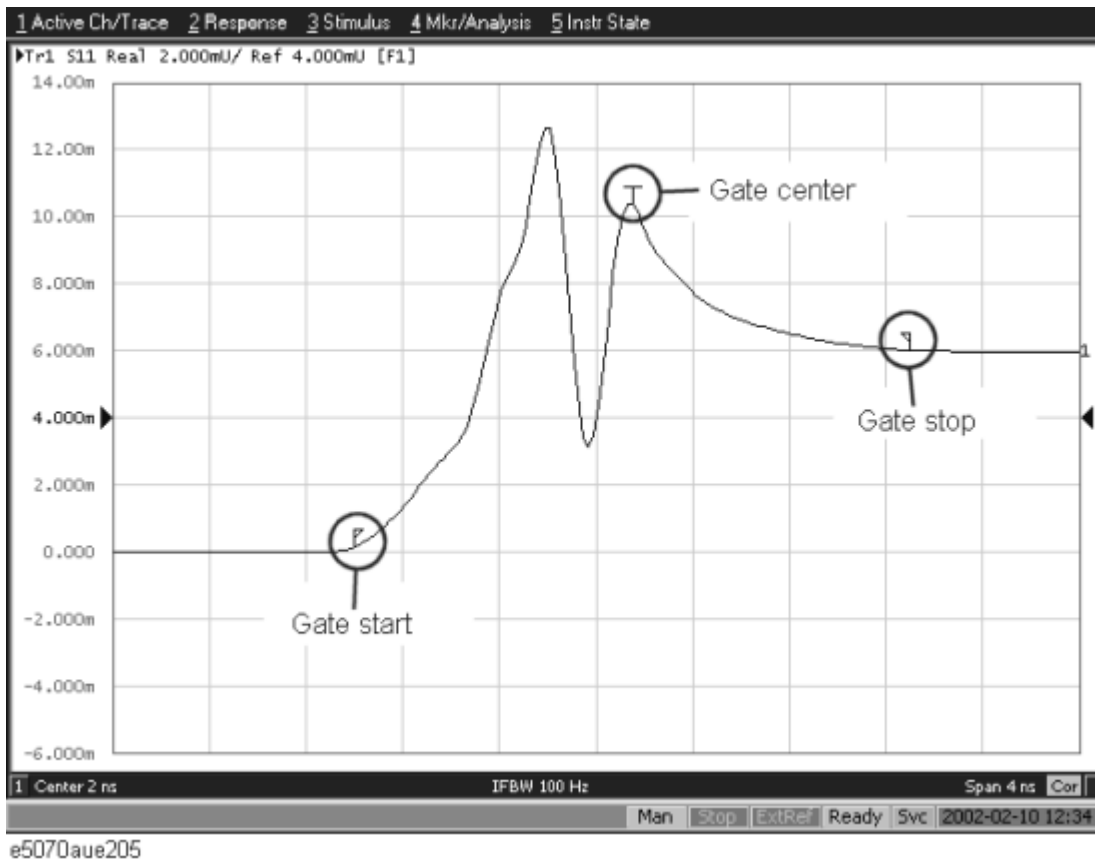 1 Active Ch/Trace 2 Response 3 Stimulus 4 Mkr/Analysis 5 Instr State
Tr1 S11 Real 2.000mU/ Ref 4.000mU [F1]
14.00m
12.00m
Gate center
10.00m
8.000m
6.000m
1
4.000m
Gate stop
2.000m
0.000
Gate start
-2.000m
-4.000m
-6.000m
1 Center 2 ns IFBW 100 Hz Span 4 ns Cor
Man Stop ExtRef Ready Svc 2002-02-10 12:34
e5070aue205